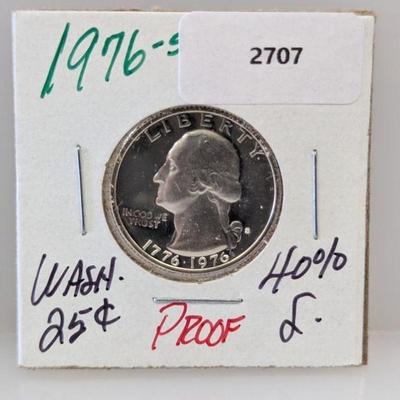 1976-S
2707
LIBERTY
IN GOD WE
TRUST
S
1776·1976
WASH.
25¢
PROOF
40%
S.